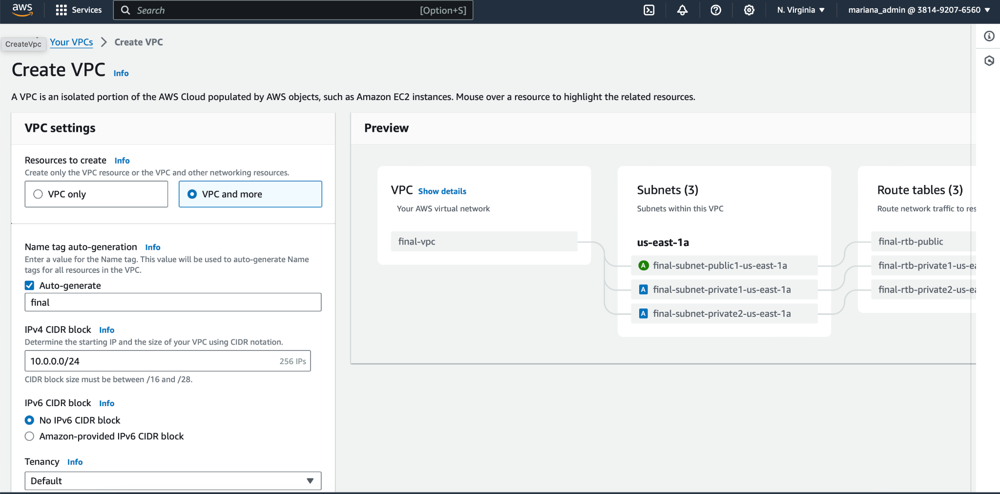 aws
Services
Search
[Option+S]
N. Virginia
mariana_admin @ 3814-9207-6560
CreateVpc
Your VPCs
Create VPC
Create VPC Info
A VPC is an isolated portion of the AWS Cloud populated by AWS objects, such as Amazon EC2 instances. Mouse over a resource to highlight the related resources.
VPC settings
Resources to create Info
Create only the VPC resource or the VPC and other networking resources.
VPC only
VPC and more
Name tag auto-generation Info
Enter a value for the Name tag. This value will be used to auto-generate Name
tags for all resources in the VPC.
Auto-generate
final
IPv4 CIDR block Info
Determine the starting IP and the size of your VPC using CIDR notation.
10.0.0.0/24
256 IPs
CIDR block size must be between /16 and /28.
IPv6 CIDR block Info
No IPv6 CIDR block
Amazon-provided IPv6 CIDR block
Tenancy Info
Default
Preview
VPC Show details
Your AWS virtual network
final-vpc
Subnets (3)
Subnets within this VPC
us-east-1a
A final-subnet-public1-us-east-1a
A final-subnet-private1-us-east-1a
A final-subnet-private2-us-east-1a
Route tables (3)
Route network traffic to res
final-rtb-public
final-rtb-private1-us-ea
final-rtb-private2-us-ea